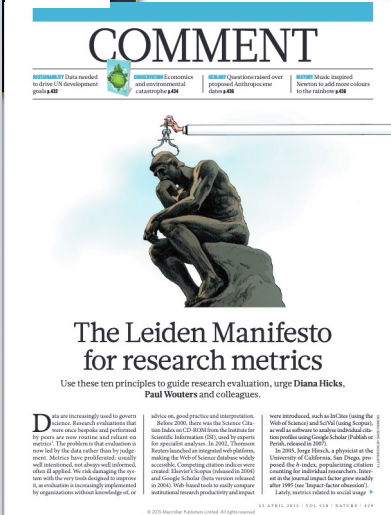 COMMENT
SUSTAINABILITY Data needed
to drive UN development
goals p.432
CONSERVATION Economics
and environmental
catastrophe p.434
GEOLOGY Questions raised over
proposed Anthropocene
dates p.436
HISTORY Music inspired
Newton to add more colours
to the rainbow p.436
The Leiden Manifesto
for research metrics
Use these ten principles to guide research evaluation, urge Diana Hicks,
Paul Wouters and colleagues.
Data are increasingly used to govern
science. Research evaluations that
were once bespoke and performed
by peers are now routine and reliant on
metrics¹. The problem is that evaluation is
now led by the data rather than by judge-
ment. Metrics have proliferated: usually
well intentioned, not always well informed,
often ill applied. We risk damaging the sys-
tem with the very tools designed to improve
it, as evaluation is increasingly implemented
by organizations without knowledge of, or
advice on, good practice and interpretation.
Before 2000, there was the Science Cita-
tion Index on CD-ROM from the Institute for
Scientific Information (ISI), used by experts
for specialist analyses. In 2002, Thomson
Reuters launched an integrated web platform,
making the Web of Science database widely
accessible. Competing citation indices were
created: Elsevier's Scopus (released in 2004)
and Google Scholar (beta version released
in 2004). Web-based tools to easily compare
institutional research productivity and impact
were introduced, such as InCites (using the
Web of Science) and SciVal (using Scopus),
as well as software to analyse individual cita-
tion profiles using Google Scholar (Publish or
Perish, released in 2007).
In 2005, Jorge Hirsch, a physicist at the
University of California, San Diego, pro-
posed the h-index, popularizing citation
counting for individual researchers. Inter-
est in the journal impact factor grew steadily
after 1995 (see 'Impact-factor obsession').
Lately, metrics related to social usage
23 APRIL 2015 | VOL 520 | NATURE | 429
© 2015 Macmillan Publishers Limited. All rights reserved